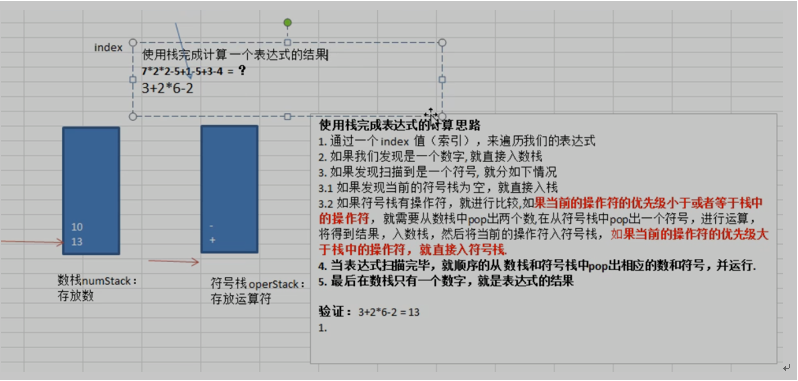 index
使用栈完成计算一个表达式的结果
7*2*2-5+1-5+3-4 = ？
3+2*6-2
使用栈完成表达式的计算 思路
1. 通过一个 index 值（索引），来遍历我们的表达式
2. 如果我们发现是一个数字, 就直接入数栈
3. 如果发现扫描到是一个符号, 就分如下情况
3.1 如果发现当前的符号栈为 空，就直接入栈
3.2 如果符号栈有操作符，就进行比较,如果当前的操作符的优先级小于或者等于栈中
的操作符，就需要从数栈中pop出两个数,在从符号栈中pop出一个符号，进行运算，
将得到结果，入数栈，然后将当前的操作符入符号栈，如果当前的操作符的优先级大
于栈中的操作符，就直接入符号栈.
4. 当表达式扫描完毕，就顺序的从 数栈和符号栈中pop出相应的数和符号，并运行.
5. 最后在数栈只有一个数字，就是表达式的结果
验证：3+2*6-2 = 13
1.
10
13
-
+
数栈numStack：
存放数
符号栈operStack：
存放运算符